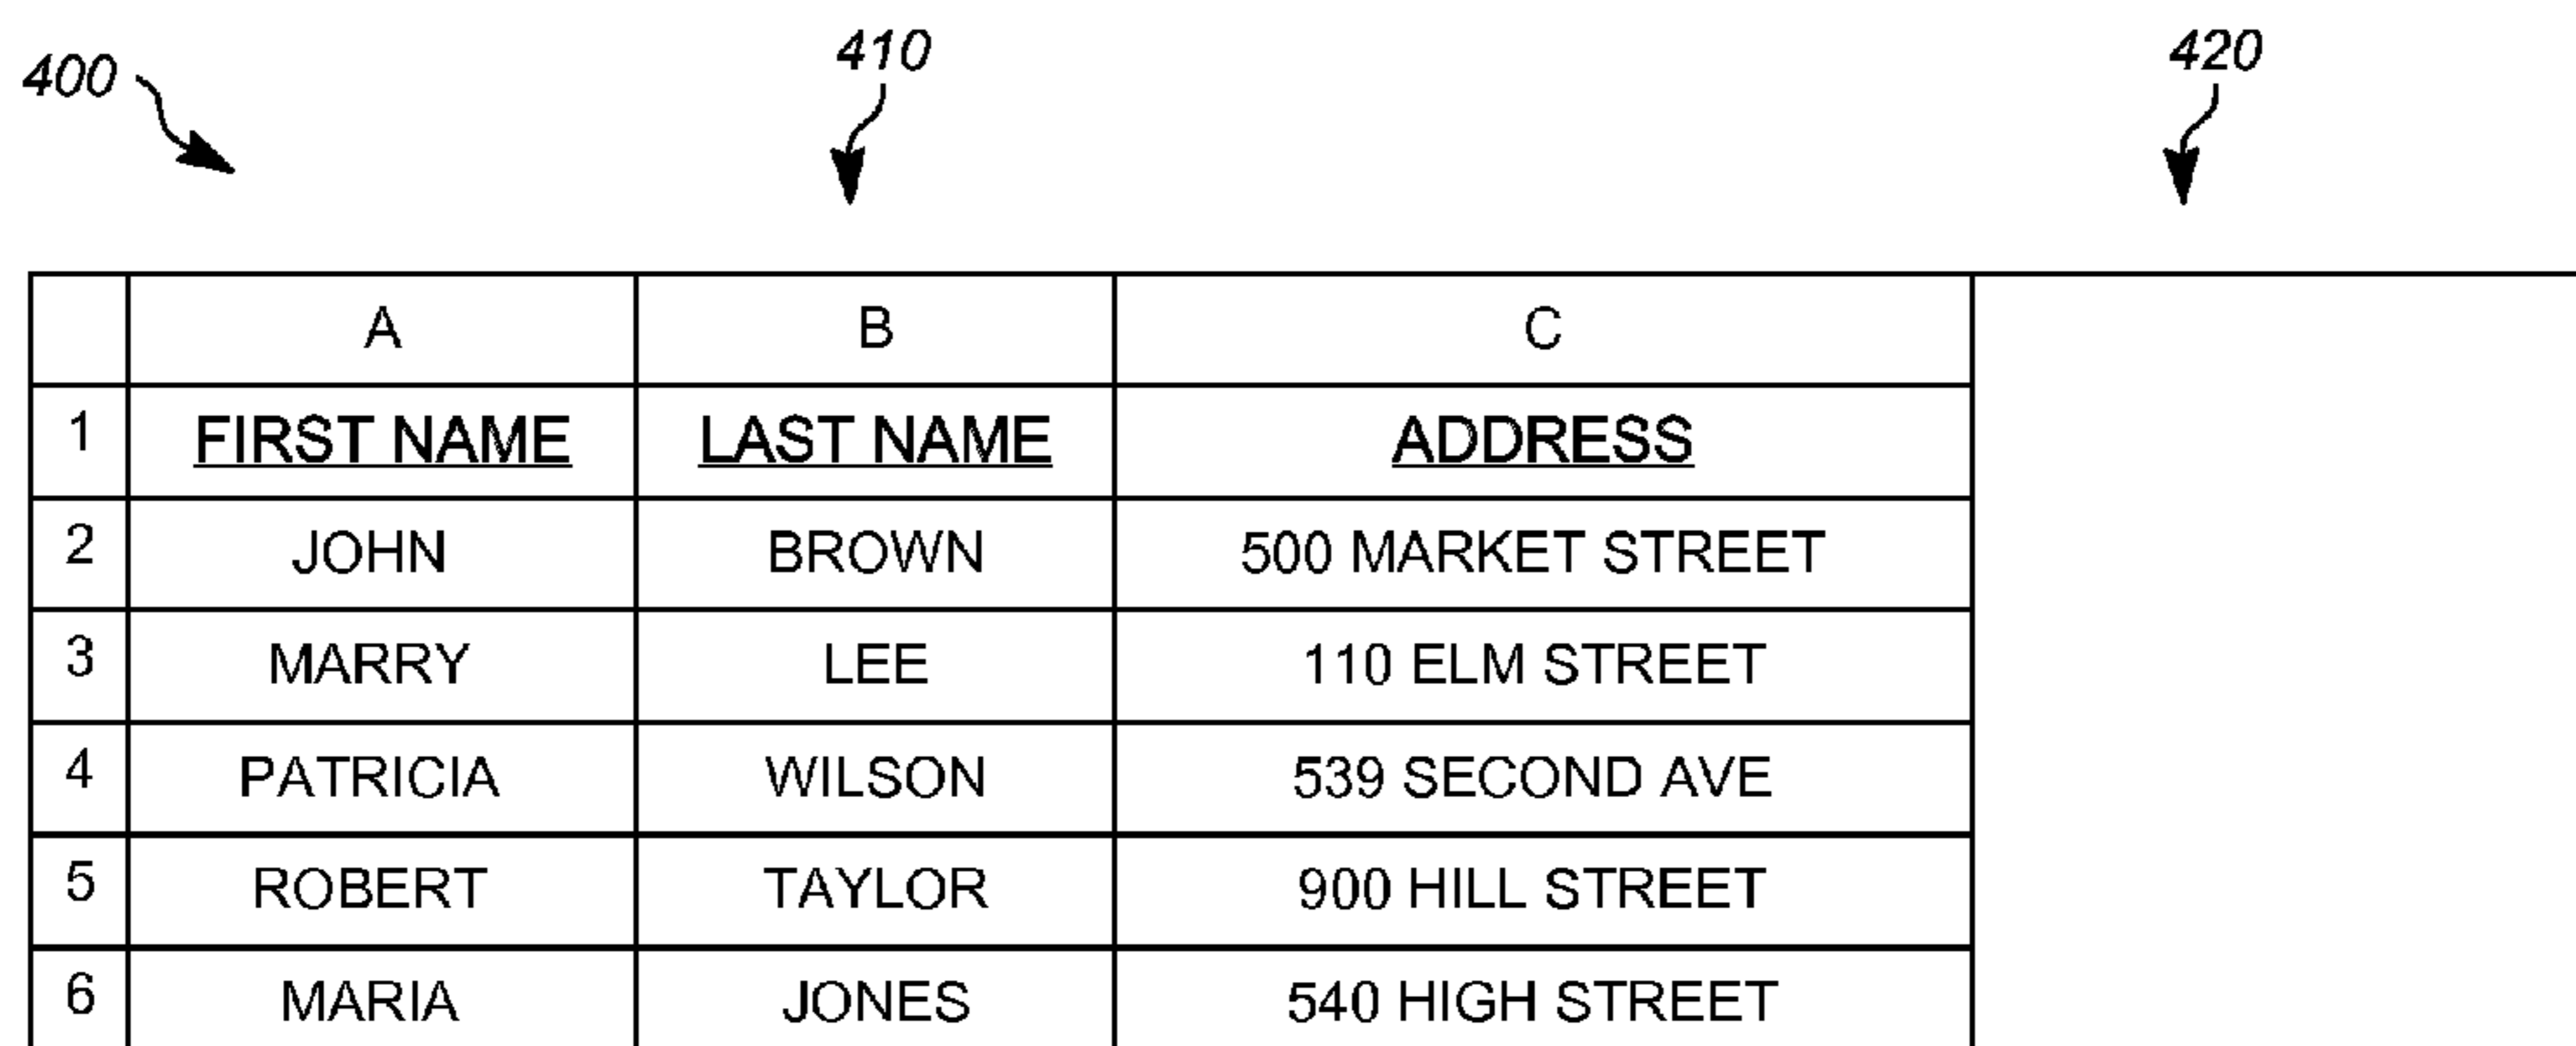 400 410 420
A B C
1 FIRST NAME LAST NAME ADDRESS
2 JOHN BROWN 500 MARKET STREET
3 MARRY LEE 110 ELM STREET
4 PATRICIA WILSON 539 SECOND AVE
5 ROBERT TAYLOR 900 HILL STREET
6 MARIA JONES 540 HIGH STREET